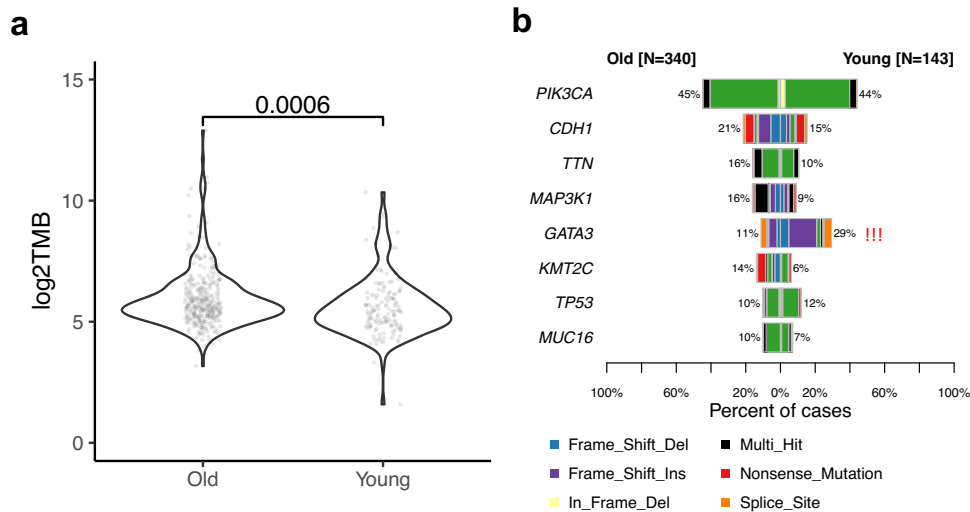 a
15
10
5
0
log2TMB
0.0006
Old
Young
b
Old [N=340]
Young [N=143]
45% PIK3CA 44%
21% CDH1 15%
16% TTN 10%
16% MAP3K1 9%
11% GATA3 29% !!!
14% KMT2C 6%
10% TP53 12%
10% MUC16 7%
100% 60% 20% 0% 20% 60% 100%
Percent of cases
Frame_Shift_Del
Frame_Shift_Ins
In_Frame_Del
Multi_Hit
Nonsense_Mutation
Splice_Site